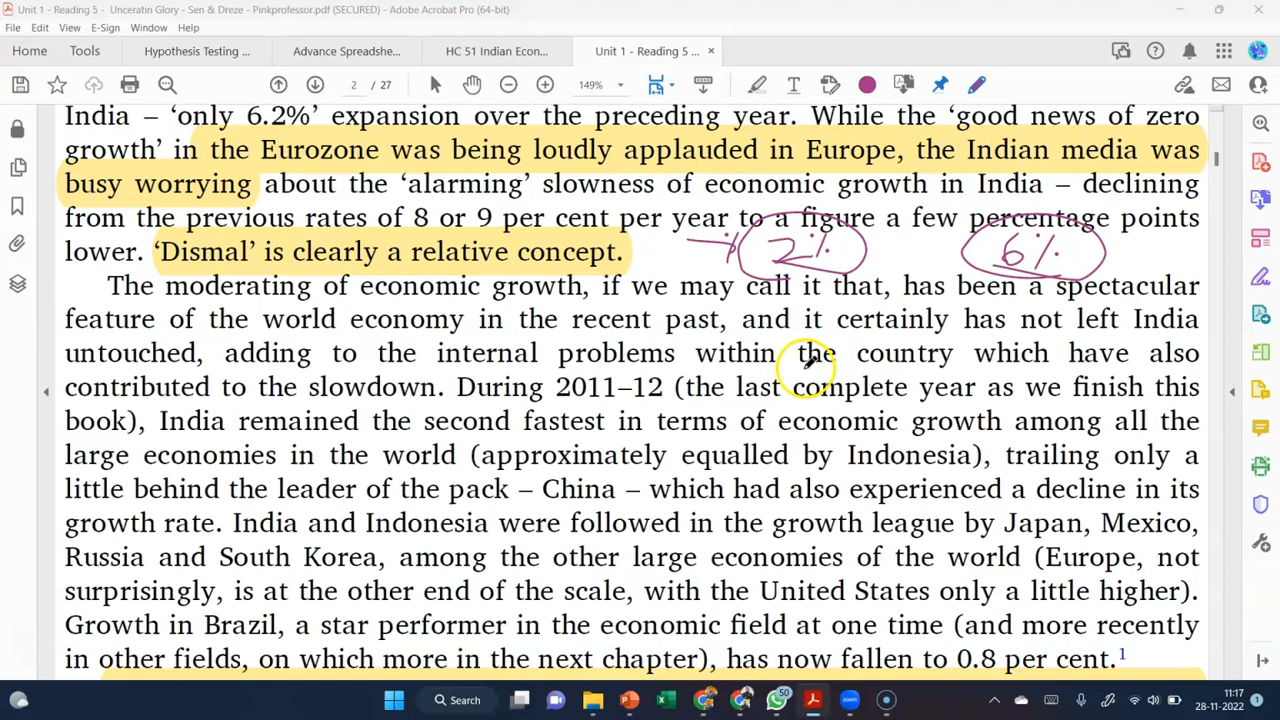 Unit 1 - Reading 5 - Unceratin Glory - Sen & Dreze - Pinkprofessor.pdf (SECURED) - Adobe Acrobat Pro (64-bit)
File Edit View E-Sign Window Help
Home Tools Hypothesis Testing ... Advance Spreadshe... HC 51 Indian Econ... Unit 1 - Reading 5 ... ×
2 / 27 149%
India – ‘only 6.2%’ expansion over the preceding year. While the ‘good news of zero
growth’ in the Eurozone was being loudly applauded in Europe, the Indian media was
busy worrying about the ‘alarming’ slowness of economic growth in India – declining
from the previous rates of 8 or 9 per cent per year to a figure a few percentage points
lower. ‘Dismal’ is clearly a relative concept.
2% 6%
The moderating of economic growth, if we may call it that, has been a spectacular
feature of the world economy in the recent past, and it certainly has not left India
untouched, adding to the internal problems within the country which have also
contributed to the slowdown. During 2011–12 (the last complete year as we finish this
book), India remained the second fastest in terms of economic growth among all the
large economies in the world (approximately equalled by Indonesia), trailing only a
little behind the leader of the pack – China – which had also experienced a decline in its
growth rate. India and Indonesia were followed in the growth league by Japan, Mexico,
Russia and South Korea, among the other large economies of the world (Europe, not
surprisingly, is at the other end of the scale, with the United States only a little higher).
Growth in Brazil, a star performer in the economic field at one time (and more recently
in other fields, on which more in the next chapter), has now fallen to 0.8 per cent.1
Search 50 11:17
28-11-2022